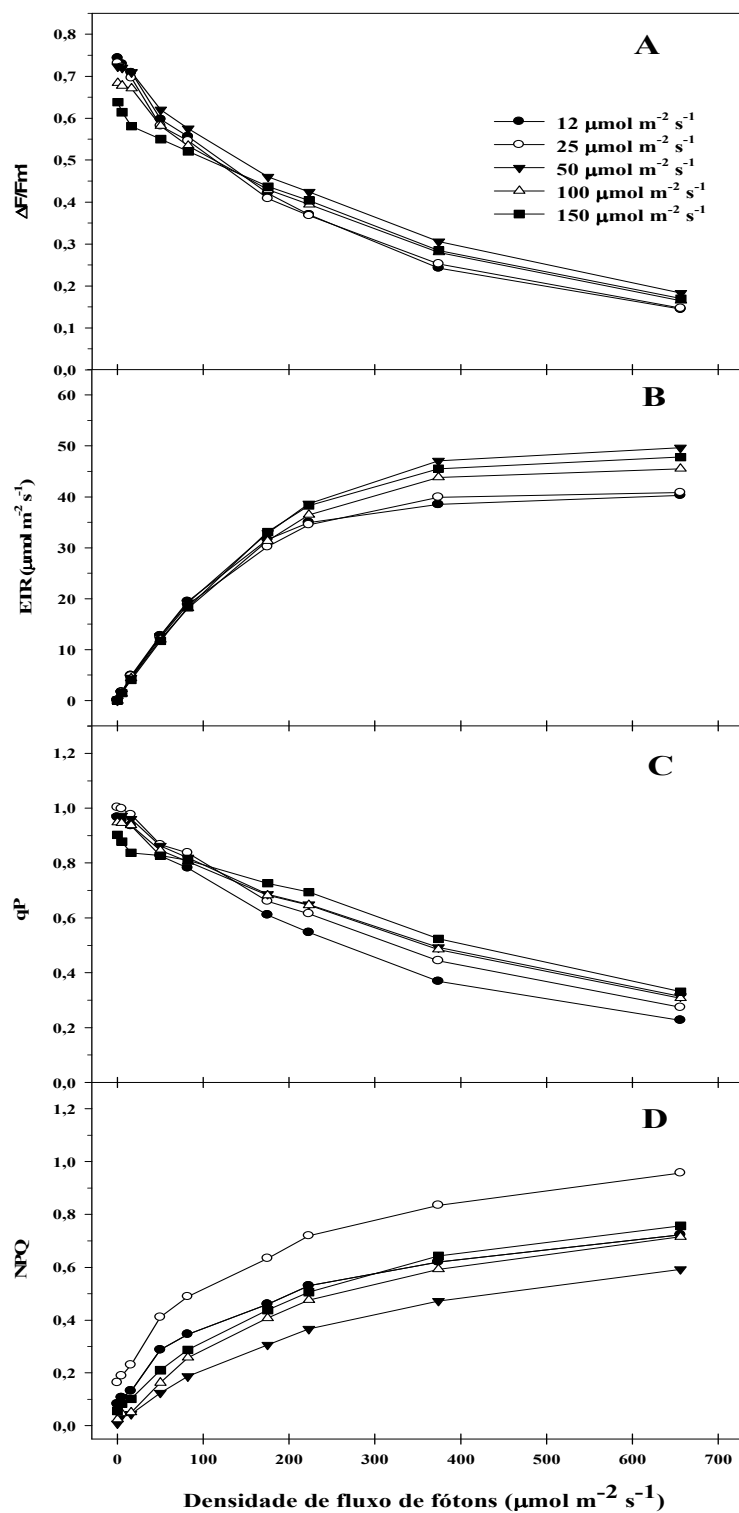 A
0,8
0,7
0,6
0,5
0,4
0,3
0,2
0,1
0,0
ΔF/Fm'
12 µmol m⁻² s⁻¹
25 µmol m⁻² s⁻¹
50 µmol m⁻² s⁻¹
100 µmol m⁻² s⁻¹
150 µmol m⁻² s⁻¹
B
60
50
40
30
20
10
0
EIR (µmol m⁻² s⁻¹)
C
1,2
1,0
0,8
0,6
0,4
0,2
0,0
qP
D
1,2
1,0
0,8
0,6
0,4
0,2
0,0
NPQ
0 100 200 300 400 500 600 700
Densidade de fluxo de fótons (µmol m⁻² s⁻¹)